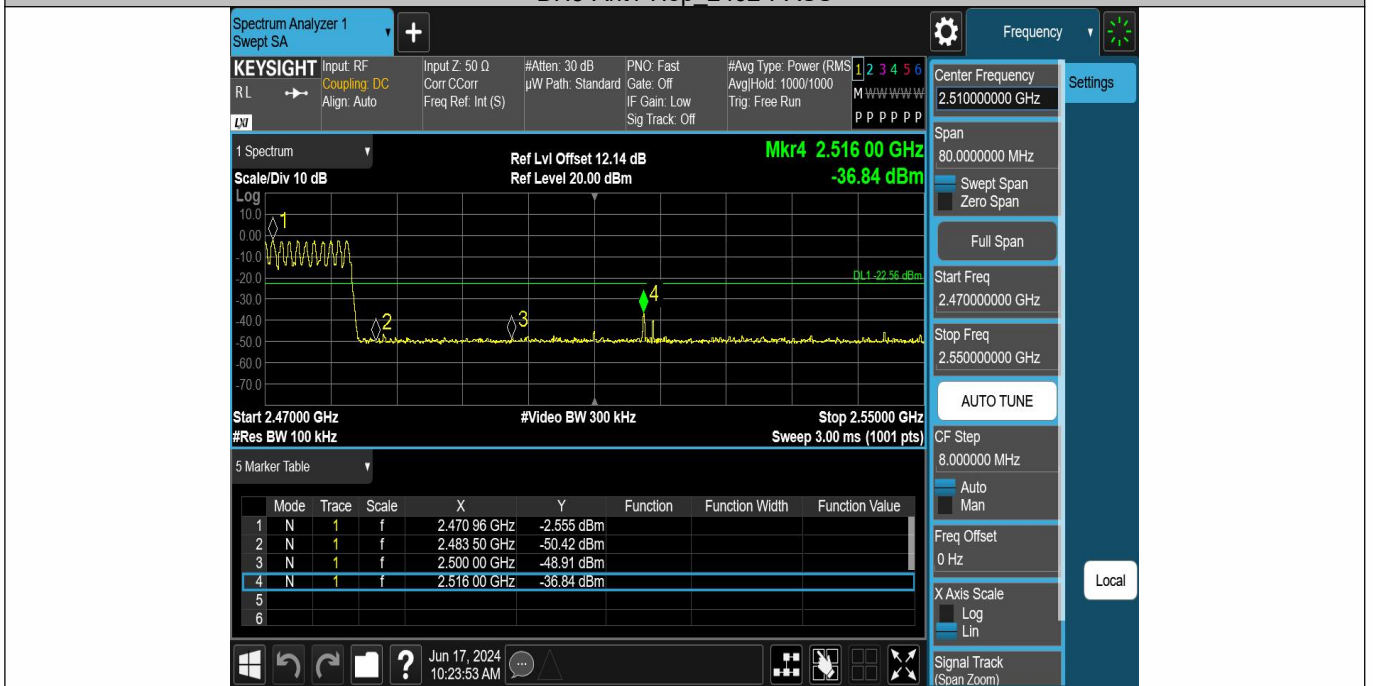 Spectrum Analyzer 1
Swept SA
Frequency
KEYSIGHT
RL
LXI
Input: RF
Coupling: DC
Align: Auto
Input Z: 50 Ω
Corr CCorr
Freq Ref: Int (S)
#Atten: 30 dB
µW Path: Standard
PNO: Fast
Gate: Off
IF Gain: Low
Sig Track: Off
#Avg Type: Power (RMS
Avg|Hold: 1000/1000
Trig: Free Run
1 2 3 4 5 6
M W W W W W
P P P P P P
1 Spectrum
Scale/Div 10 dB
Ref Lvl Offset 12.14 dB
Ref Level 20.00 dBm
Mkr4 2.516 00 GHz
-36.84 dBm
Log
10.0
0.00
-10.0
-20.0
-30.0
-40.0
-50.0
-60.0
-70.0
1
2
3
4
DL1 -22.56 dBm
Start 2.47000 GHz
#Res BW 100 kHz
#Video BW 300 kHz
Stop 2.55000 GHz
Sweep 3.00 ms (1001 pts)
5 Marker Table
Mode Trace Scale X Y Function Function Width Function Value
1 N 1 f 2.470 96 GHz -2.555 dBm
2 N 1 f 2.483 50 GHz -50.42 dBm
3 N 1 f 2.500 00 GHz -48.91 dBm
4 N 1 f 2.516 00 GHz -36.84 dBm
5
6
Jun 17, 2024
10:23:53 AM
Center Frequency
2.510000000 GHz
Settings
Span
80.0000000 MHz
Swept Span
Zero Span
Full Span
Start Freq
2.470000000 GHz
Stop Freq
2.550000000 GHz
AUTO TUNE
CF Step
8.000000 MHz
Auto
Man
Freq Offset
0 Hz
Local
X Axis Scale
Log
Lin
Signal Track
(Span Zoom)